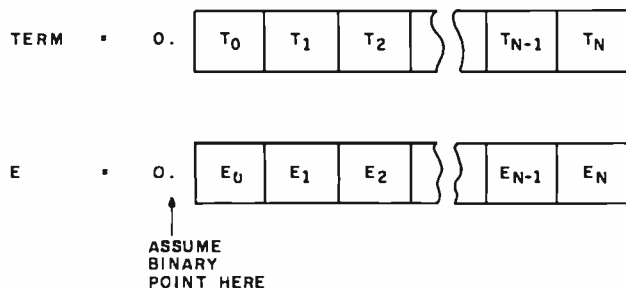 TERM = 0. T0 T1 T2 TN-1 TN
E = 0. E0 E1 E2 EN-1 EN
ASSUME
BINARY
POINT HERE